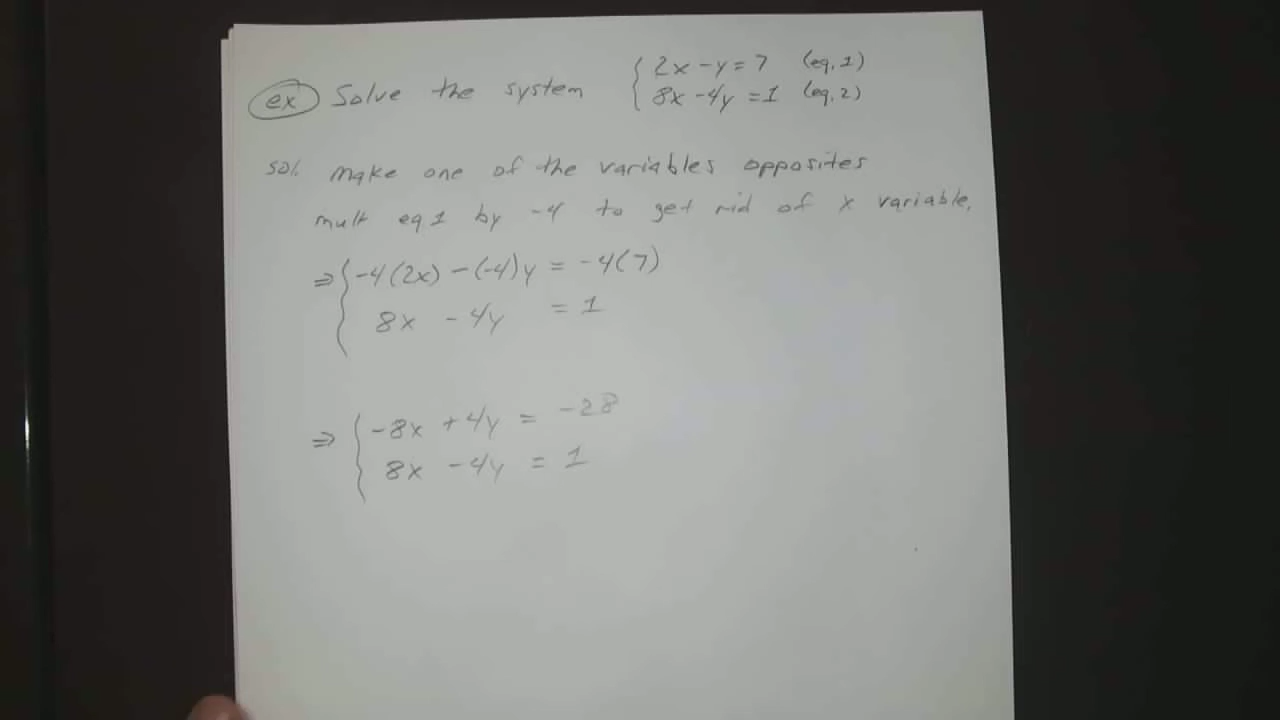 ex Solve the system { 2x - y = 7 (eq. 1)
8x - 4y = 1 (eq. 2)
sol. make one of the variables opposites
mult eq 1 by -4 to get rid of x variable.
⇒ { -4(2x) - (-4)y = -4(7)
8x - 4y = 1
⇒ { -8x + 4y = -28
8x - 4y = 1